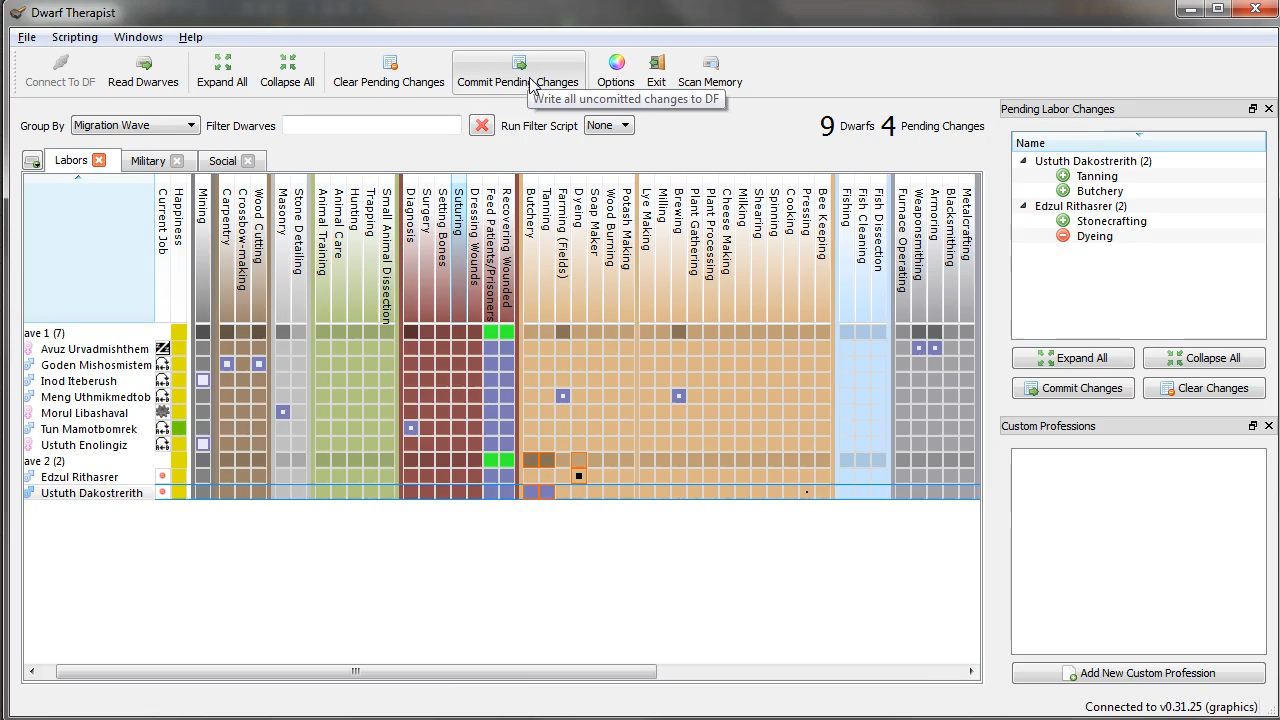 Dwarf Therapist
File Scripting Windows Help
Connect To DF Read Dwarves Expand All Collapse All Clear Pending Changes Commit Pending Changes Options Exit Scan Memory
Write all uncomitted changes to DF
Group By Migration Wave Filter Dwarves Run Filter Script None 9 Dwarfs 4 Pending Changes
Labors Military Social
Current Job
Happiness
Mining
Carpentry
Crossbow-making
Wood Cutting
Masonry
Stone Detailing
Animal Training
Animal Care
Hunting
Trapping
Small Animal Dissection
Diagnosis
Surgery
Setting Bones
Suturing
Dressing Wounds
Feed Patients/Prisoners
Recovering Wounded
Butchery
Tanning
Farming (Fields)
Dyeing
Soap Maker
Wood Burning
Potash Making
Lye Making
Milling
Brewing
Plant Gathering
Plant Processing
Cheese Making
Milking
Shearing
Spinning
Cooking
Pressing
Bee Keeping
Fishing
Fish Cleaning
Fish Dissection
Furnace Operating
Weaponsmithing
Armoring
Blacksmithing
Metalcrafting
ave 1 (7)
Avuz Urvadmishthem
Goden Mishosmistem
Inod Iteberush
Meng Uthmikmedtob
Morul Libashaval
Tun Mamotbomrek
Ustuth Enolingiz
ave 2 (2)
Edzul Rithasrer
Ustuth Dakostrerith
Pending Labor Changes
Name
Ustuth Dakostrerith (2)
Tanning
Butchery
Edzul Rithasrer (2)
Stonecrafting
Dyeing
Expand All Collapse All
Commit Changes Clear Changes
Custom Professions
Add New Custom Profession
Connected to v0.31.25 (graphics)